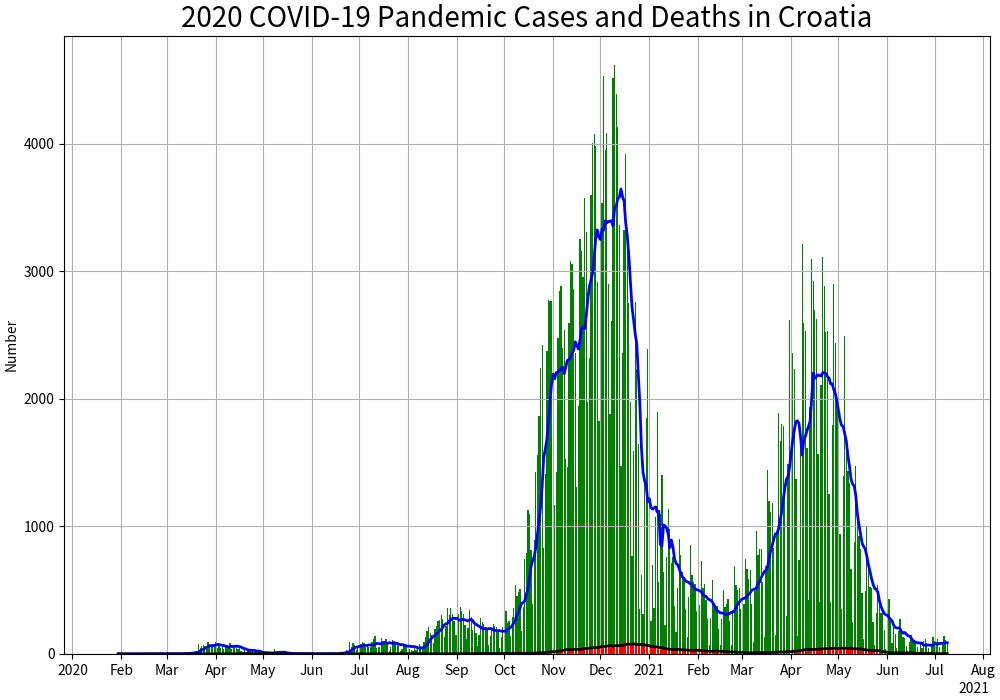 2020 COVID-19 Pandemic Cases and Deaths in Croatia
Number
4000
3000
2000
1000
0
2020 Feb Mar Apr May Jun Jul Aug Sep Oct Nov Dec 2021 Feb Mar Apr May Jun Jul Aug
2021